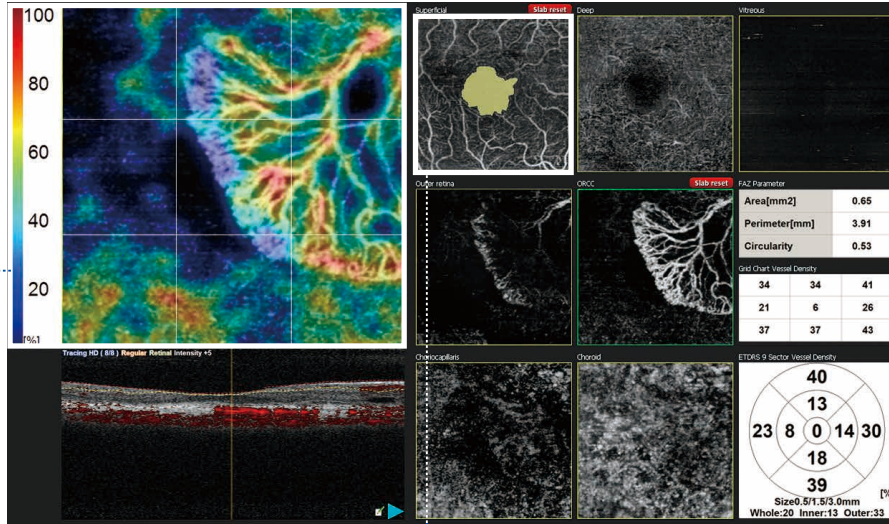 100
80
60
40
20
[%]
Superficial
Slab reset
Deep
Vitreous
Outer retina
ORCC
Slab reset
FAZ Parameter
Area[mm2] 0.65
Perimeter[mm] 3.91
Circularity 0.53
Grid Chart Vessel Density
34 34 41
21 6 26
37 37 43
Tracing HD ( 8/8 ) Regular Retinal Intensity +5
Choriocapillaris
Choroid
ETDRS 9 Sector Vessel Density
40
13
23 8 0 14 30
18
39
[%
Size0.5/1.5/3.0mm
Whole:20 Inner:13 Outer:33